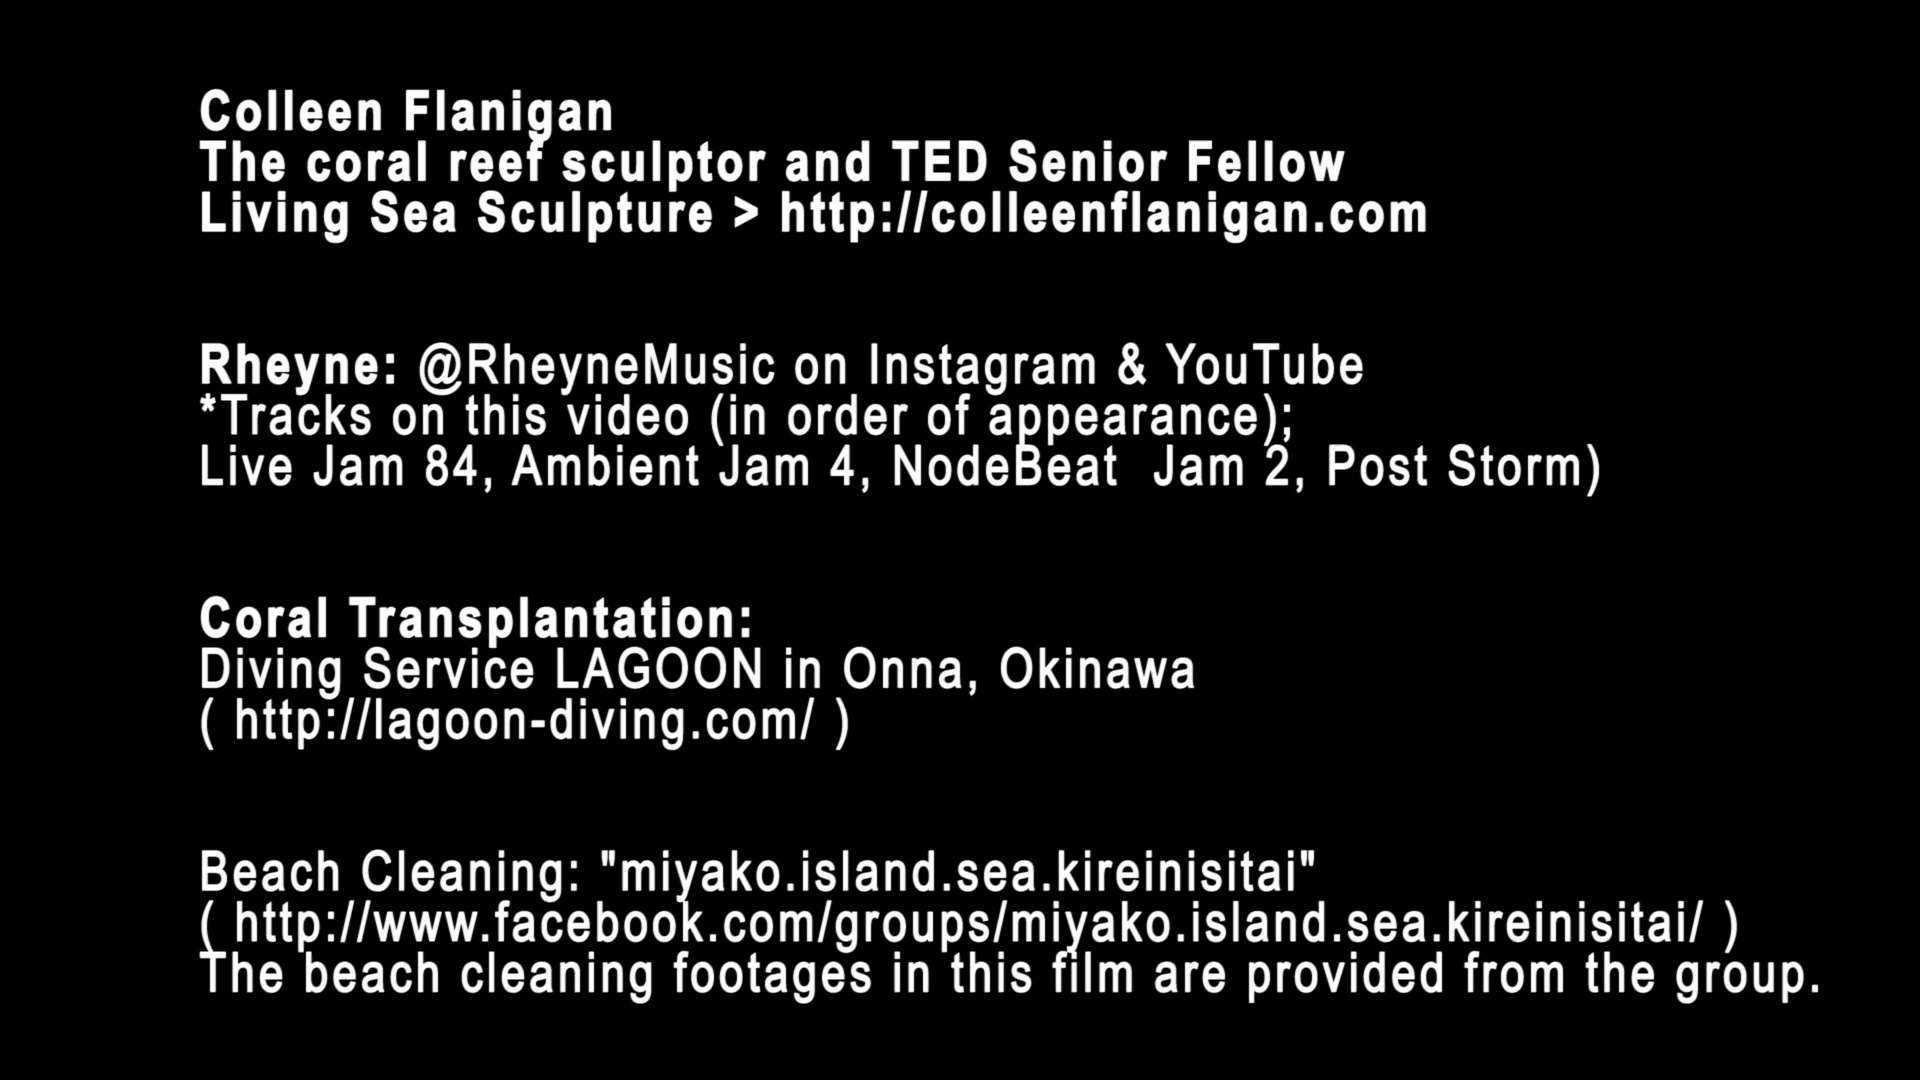 Colleen Flanigan
The coral reef sculptor and TED Senior Fellow
Living Sea Sculpture > http://colleenflanigan.com
Rheyne: @RheyneMusic on Instagram & YouTube
*Tracks on this video (in order of appearance);
Live Jam 84, Ambient Jam 4, NodeBeat  Jam 2, Post Storm)
Coral Transplantation:
Diving Service LAGOON in Onna, Okinawa
( http://lagoon-diving.com/ )
Beach Cleaning: "miyako.island.sea.kireinisitai"
( http://www.facebook.com/groups/miyako.island.sea.kireinisitai/ )
The beach cleaning footages in this film are provided from the group.